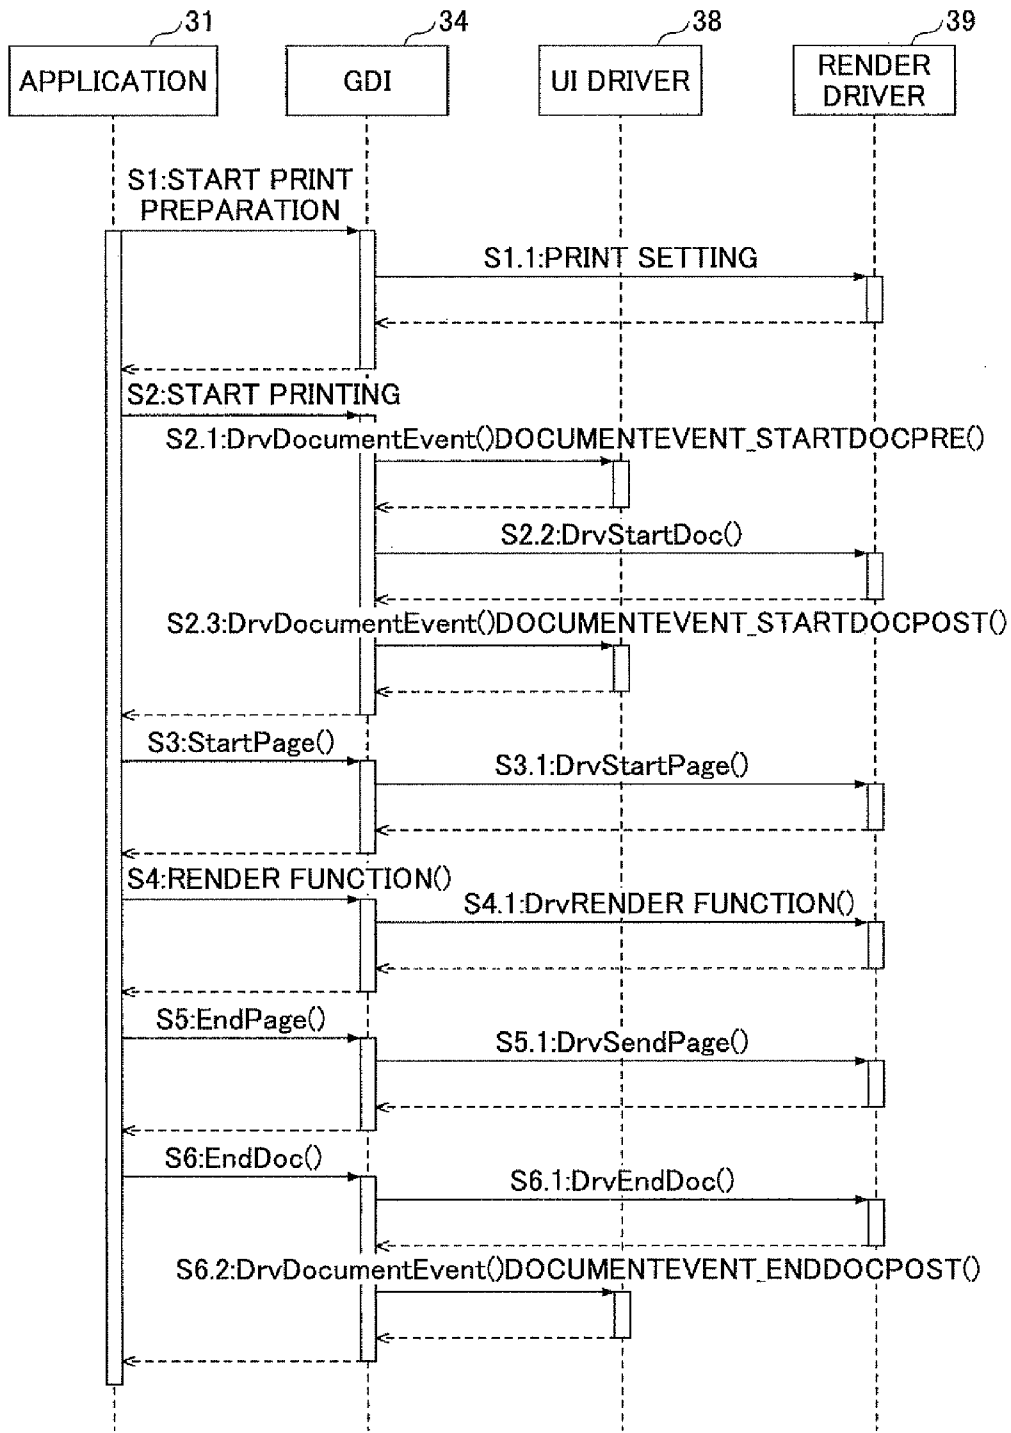 31
34
38
39
APPLICATION
GDI
UI DRIVER
RENDER
DRIVER
S1:START PRINT
PREPARATION
S1.1:PRINT SETTING
S2:START PRINTING
S2.1:DrvDocumentEvent()DOCUMENTEVENT_STARTDOCPRE()
S2.2:DrvStartDoc()
S2.3:DrvDocumentEvent()DOCUMENTEVENT_STARTDOCPOST()
S3:StartPage()
S3.1:DrvStartPage()
S4:RENDER FUNCTION()
S4.1:DrvRENDER FUNCTION()
S5:EndPage()
S5.1:DrvSendPage()
S6:EndDoc()
S6.1:DrvEndDoc()
S6.2:DrvDocumentEvent()DOCUMENTEVENT_ENDDOCPOST()